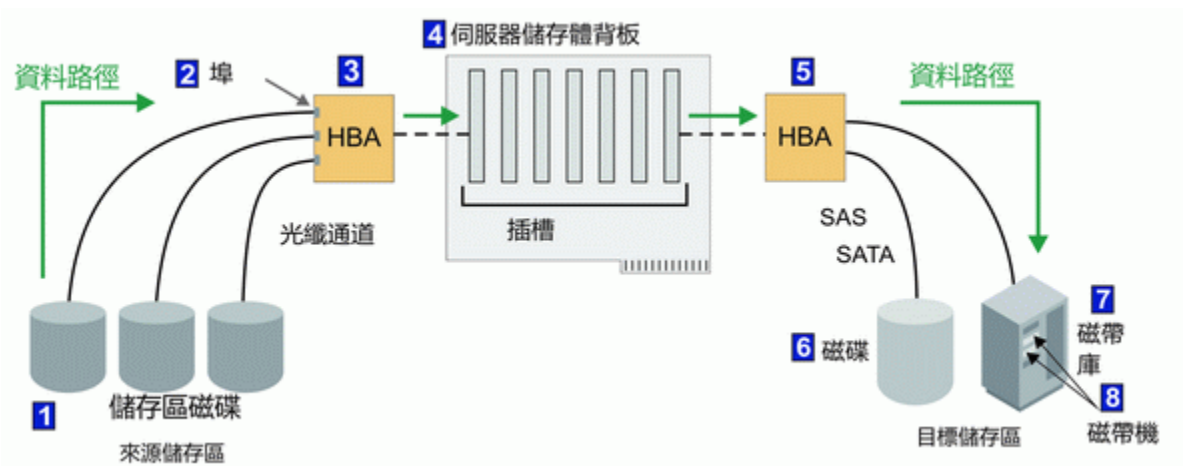 4 伺服器儲存體背板
資料路徑
2 埠
3
HBA
5
HBA
資料路徑
光纖通道
插槽
SAS
SATA
1
儲存區磁碟
來源儲存區
6 磁碟
7
磁帶
庫
8
磁帶機
目標儲存區